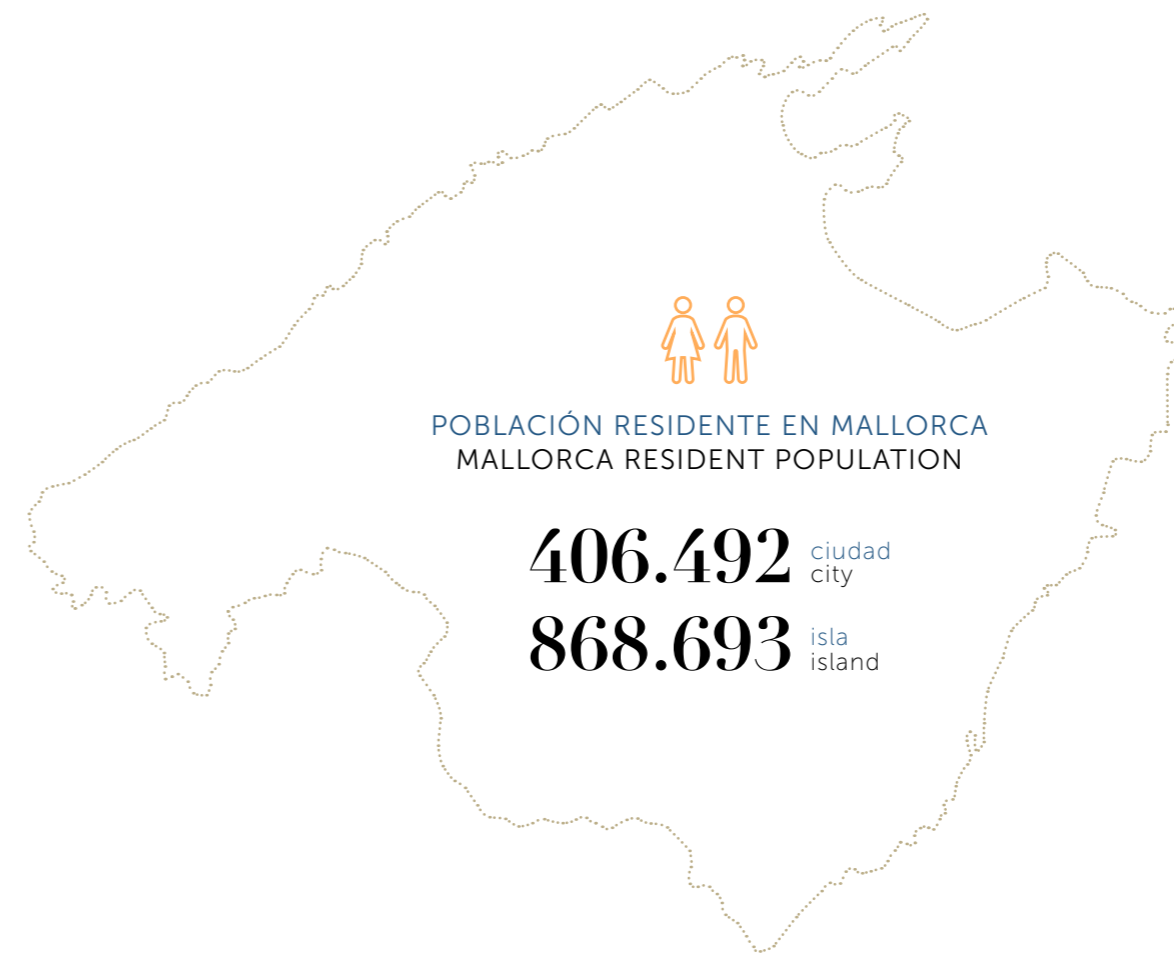 POBLACIÓN RESIDENTE EN MALLORCA
MALLORCA RESIDENT POPULATION
406.492 ciudad
city
868.693 isla
island